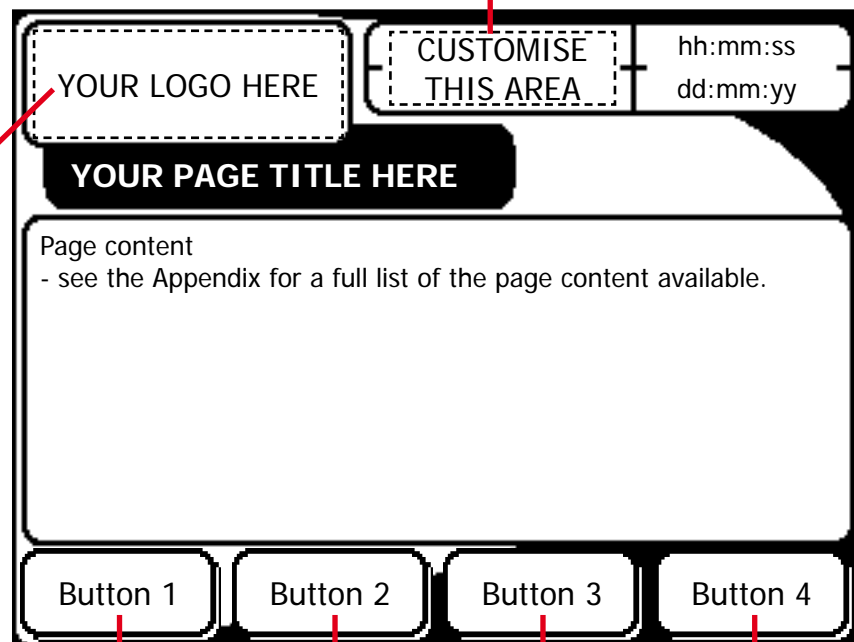 YOUR LOGO HERE
CUSTOMISE
THIS AREA
hh:mm:ss
dd:mm:yy
YOUR PAGE TITLE HERE
Page content
- see the Appendix for a full list of the page content available.
Button 1
Button 2
Button 3
Button 4